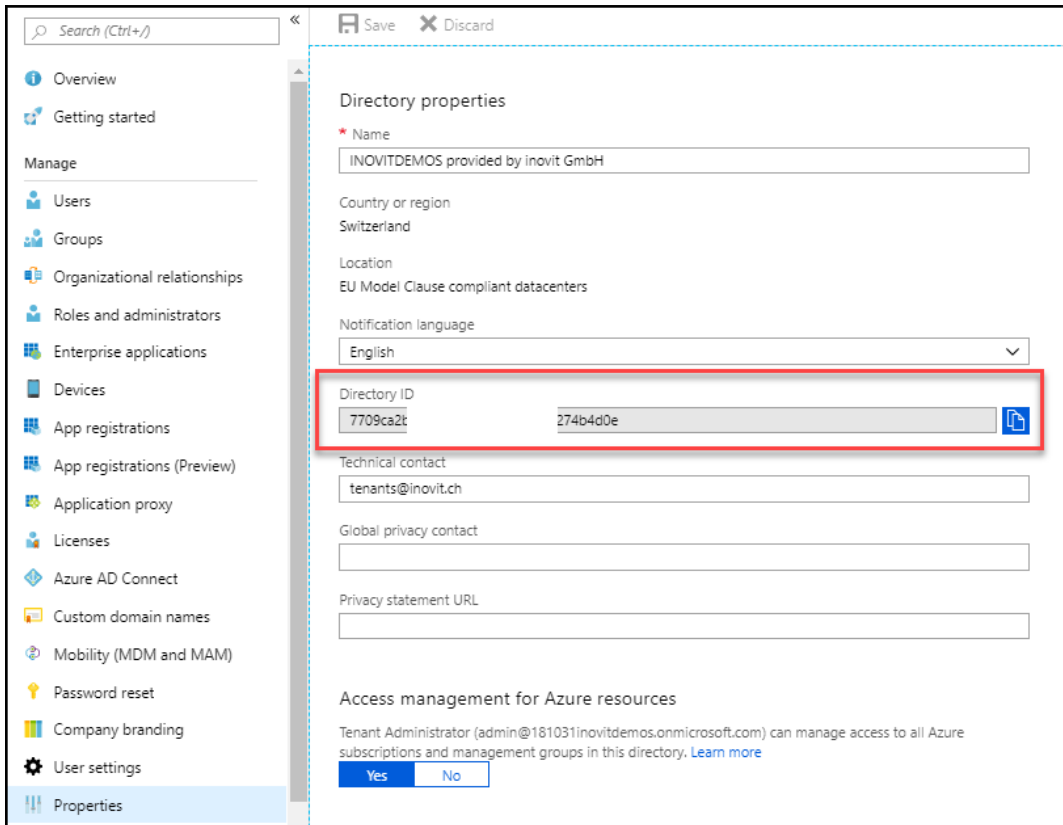 Search (Ctrl+/)
«
Overview
Getting started
Manage
Users
Groups
Organizational relationships
Roles and administrators
Enterprise applications
Devices
App registrations
App registrations (Preview)
Application proxy
Licenses
Azure AD Connect
Custom domain names
Mobility (MDM and MAM)
Password reset
Company branding
User settings
Properties
Save Discard
Directory properties
* Name
INOVITDEMOS provided by inovit GmbH
Country or region
Switzerland
Location
EU Model Clause compliant datacenters
Notification language
English
Directory ID
7709ca2b 274b4d0e
Technical contact
tenants@inovit.ch
Global privacy contact
Privacy statement URL
Access management for Azure resources
Tenant Administrator (admin@181031inovitdemos.onmicrosoft.com) can manage access to all Azure
subscriptions and management groups in this directory. Learn more
Yes No